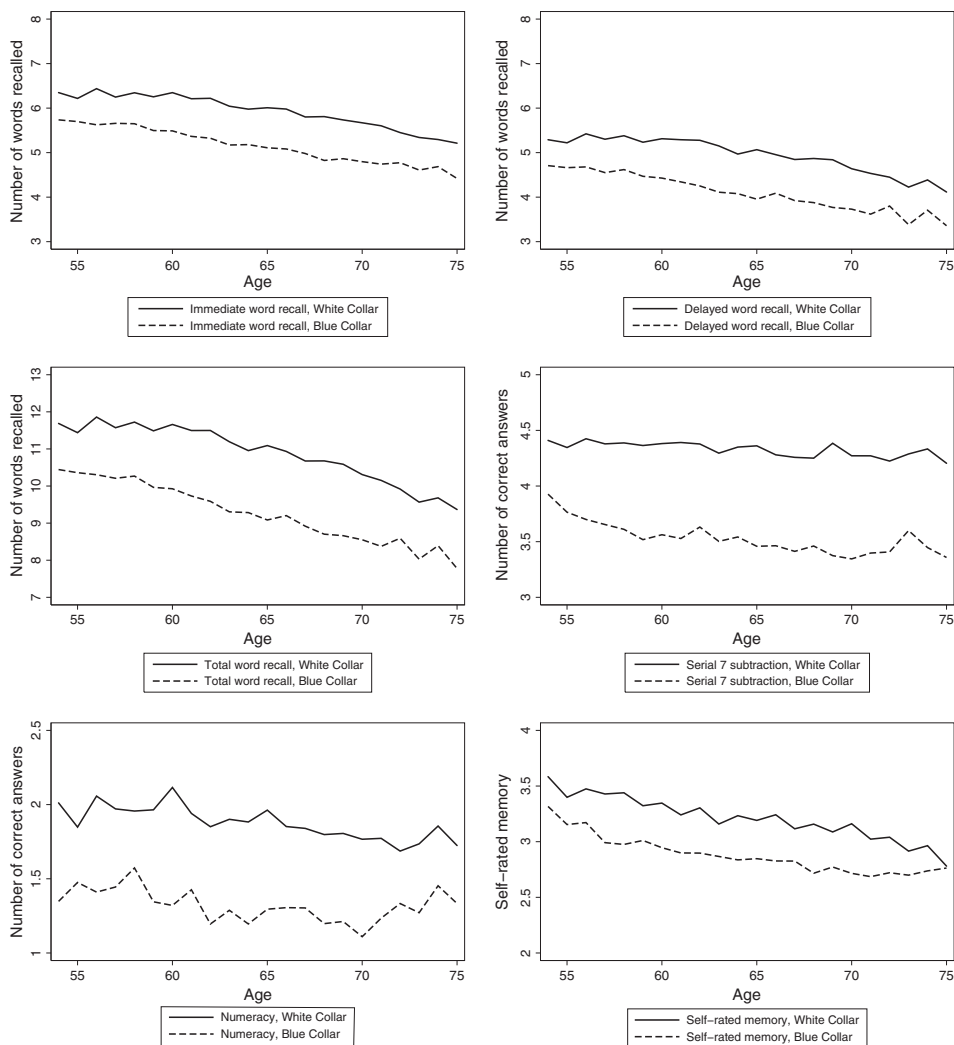 Number of words recalled
8
7
6
5
4
3
55 60 65 70 75
Age
Immediate word recall, White Collar
Immediate word recall, Blue Collar
Number of words recalled
8
7
6
5
4
3
55 60 65 70 75
Age
Delayed word recall, White Collar
Delayed word recall, Blue Collar
Number of words recalled
13
12
11
10
9
8
7
55 60 65 70 75
Age
Total word recall, White Collar
Total word recall, Blue Collar
Number of correct answers
5
4.5
4
3.5
3
55 60 65 70 75
Age
Serial 7 subtraction, White Collar
Serial 7 subtraction, Blue Collar
Number of correct answers
2.5
2
1.5
1
55 60 65 70 75
Age
Numeracy, White Collar
Numeracy, Blue Collar
Self−rated memory
4
3.5
3
2.5
2
55 60 65 70 75
Age
Self−rated memory, White Collar
Self−rated memory, Blue Collar